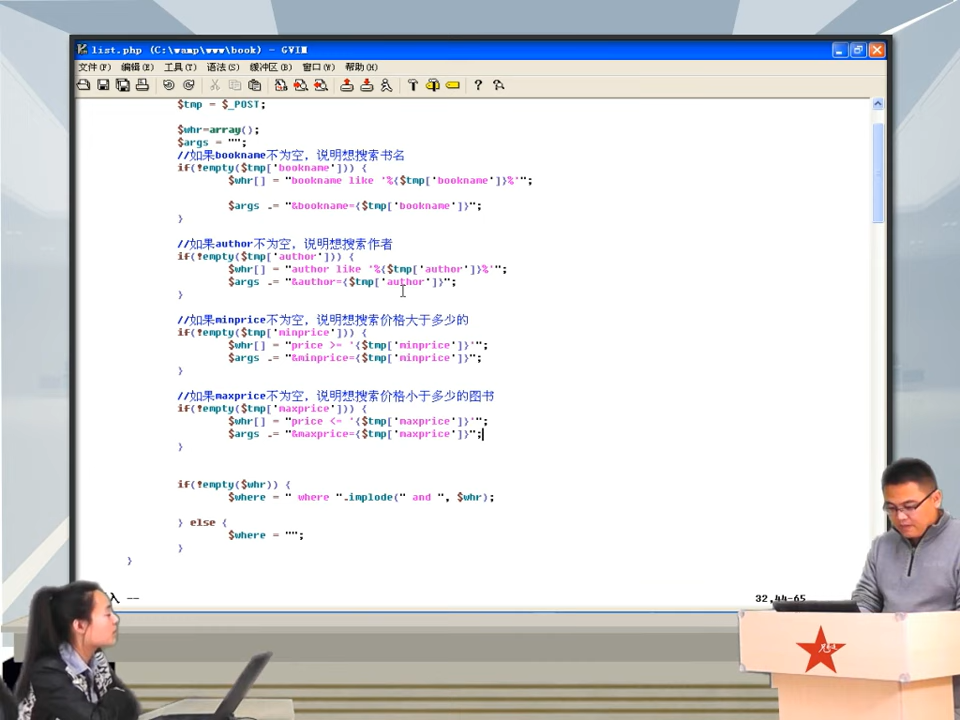 list.php (C:\wamp\www\book) - GVIM
文件(F) 编辑(E) 工具(T) 语法(S) 缓冲区(B) 窗口(W) 帮助(H)
$tmp = $_POST;
$whr=array();
$args = "";
//如果bookname不为空，说明想搜索书名
if(!empty($tmp['bookname'])) {
$whr[] = "bookname like '%{$tmp['bookname']}%'";
$args .= "&bookname={$tmp['bookname']}";
}
//如果author不为空，说明想搜索作者
if(!empty($tmp['author'])) {
$whr[] = "author like '%{$tmp['author']}%'";
$args .= "&author={$tmp['author']}";
}
//如果minprice不为空，说明想搜索价格大于多少的
if(!empty($tmp['minprice'])) {
$whr[] = "price >= '{$tmp['minprice']}'";
$args .= "&minprice={$tmp['minprice']}";
}
//如果maxprice不为空，说明想搜索价格小于多少的图书
if(!empty($tmp['maxprice'])) {
$whr[] = "price <= '{$tmp['maxprice']}'";
$args .= "&maxprice={$tmp['maxprice']}";
}
if(!empty($whr)) {
$where = " where ".implode(" and ", $whr);
} else {
$where = "";
}
}
入 --
32,44-65